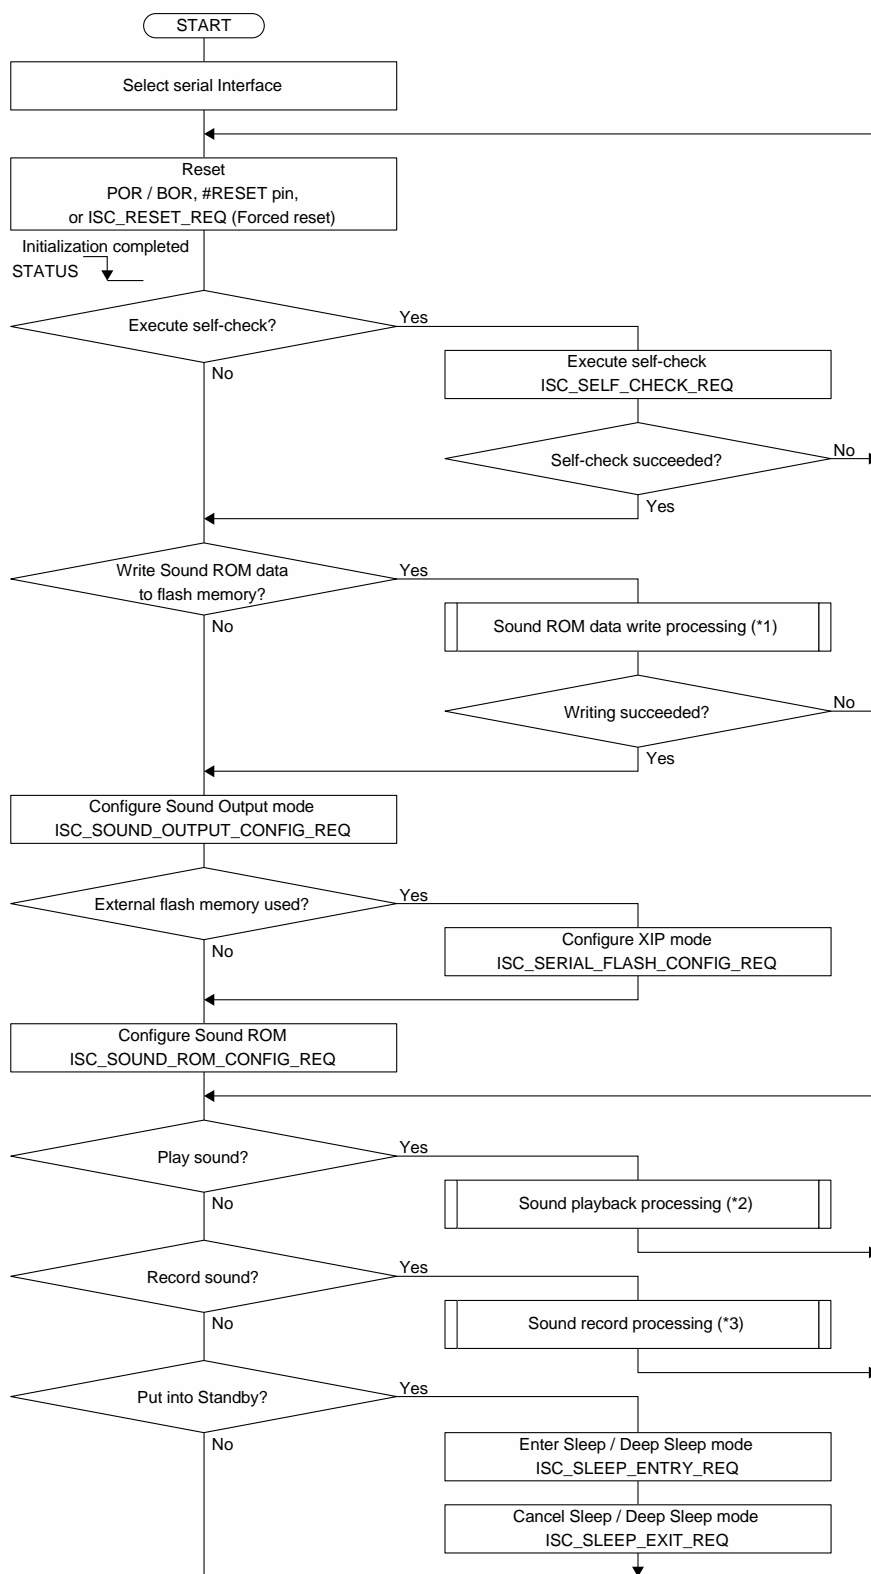 START
Select serial Interface
Reset
POR / BOR, #RESET pin,
or ISC_RESET_REQ (Forced reset)
Initialization completed
STATUS
Execute self-check?
Yes
No
Execute self-check
ISC_SELF_CHECK_REQ
Self-check succeeded?
No
Yes
Write Sound ROM data
to flash memory?
Yes
No
Sound ROM data write processing (*1)
Writing succeeded?
No
Yes
Configure Sound Output mode
ISC_SOUND_OUTPUT_CONFIG_REQ
External flash memory used?
Yes
No
Configure XIP mode
ISC_SERIAL_FLASH_CONFIG_REQ
Configure Sound ROM
ISC_SOUND_ROM_CONFIG_REQ
Play sound?
Yes
No
Sound playback processing (*2)
Record sound?
Yes
No
Sound record processing (*3)
Put into Standby?
Yes
No
Enter Sleep / Deep Sleep mode
ISC_SLEEP_ENTRY_REQ
Cancel Sleep / Deep Sleep mode
ISC_SLEEP_EXIT_REQ